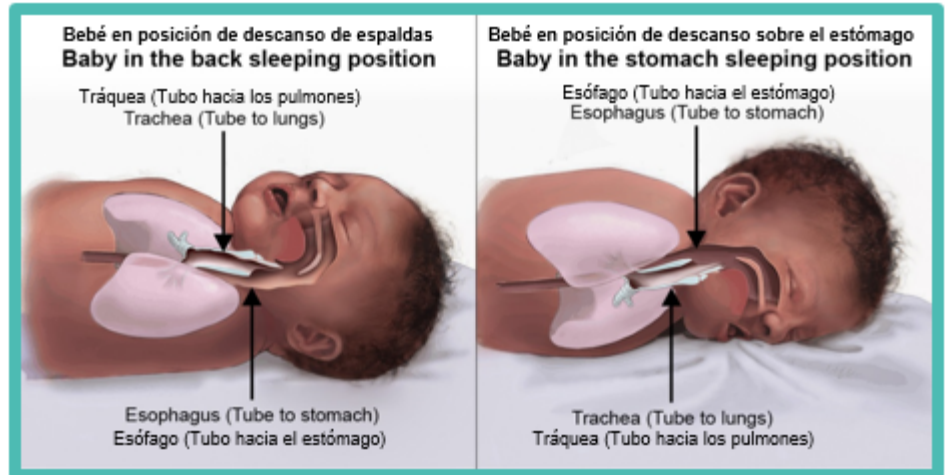 Bebé en posición de descanso de espaldas
Baby in the back sleeping position
Tráquea (Tubo hacia los pulmones)
Trachea (Tube to lungs)
Esophagus (Tube to stomach)
Esófago (Tubo hacia el estómago)
Bebé en posición de descanso sobre el estómago
Baby in the stomach sleeping position
Esófago (Tubo hacia el estómago)
Esophagus (Tube to stomach)
Trachea (Tube to lungs)
Tráquea (Tubo hacia los pulmones)